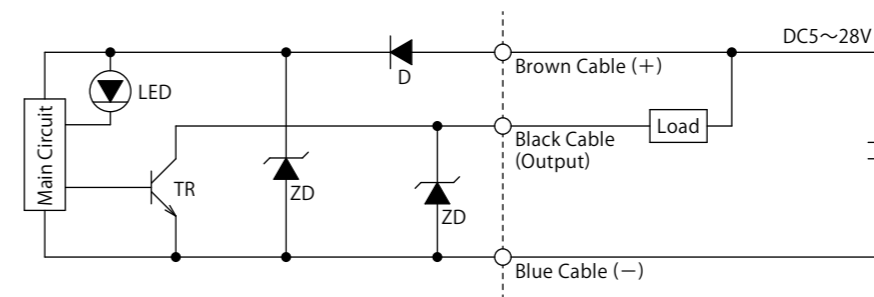 DC5～28V
Brown Cable (+)
D
LED
Main Circuit
Black Cable
(Output)
Load
TR
ZD
ZD
Blue Cable (－)